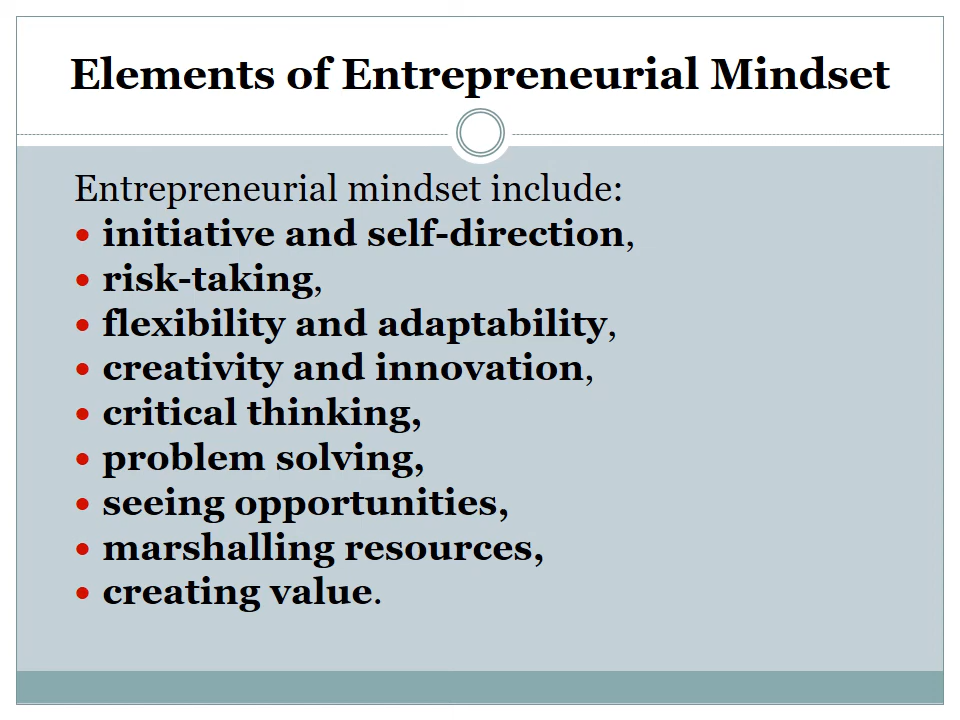 Elements of Entrepreneurial Mindset
Entrepreneurial mindset include:
• initiative and self-direction,
• risk-taking,
• flexibility and adaptability,
• creativity and innovation,
• critical thinking,
• problem solving,
• seeing opportunities,
• marshalling resources,
• creating value.